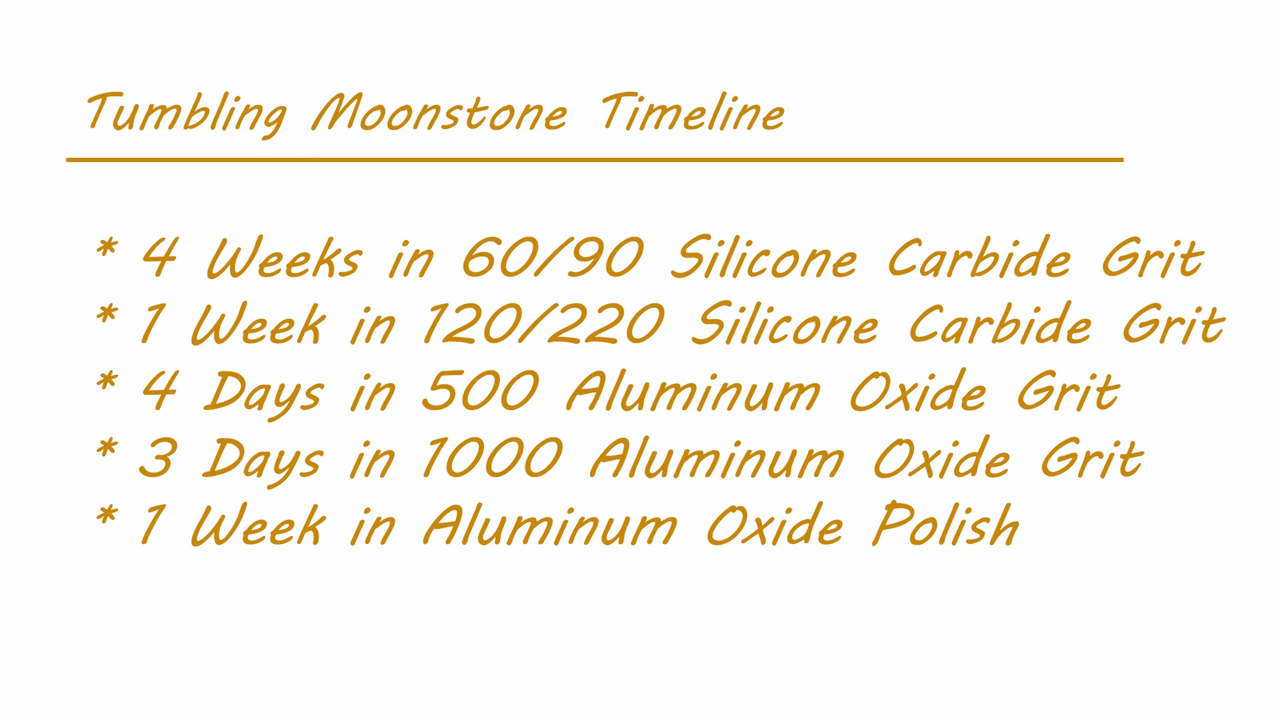 Tumbling Moonstone Timeline
* 4 Weeks in 60/90 Silicone Carbide Grit
* 1 Week in 120/220 Silicone Carbide Grit
* 4 Days in 500 Aluminum Oxide Grit
* 3 Days in 1000 Aluminum Oxide Grit
* 1 Week in Aluminum Oxide Polish